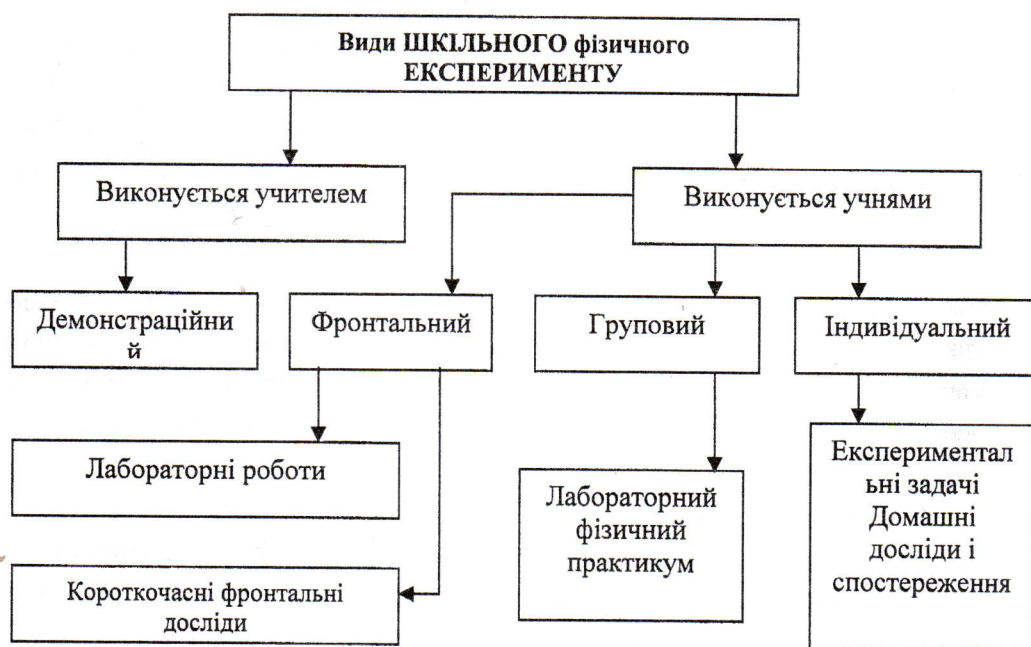 Види ШКІЛЬНОГО фізичного
ЕКСПЕРИМЕНТУ
Виконується учителем
Виконується учнями
Демонстраційни
й
Фронтальний
Груповий
Індивідуальний
Лабораторні роботи
Короткочасні фронтальні
досліди
Лабораторний
фізичний
практикум
Експериментал
ьні задачі
Домашні
досліди і
спостереження